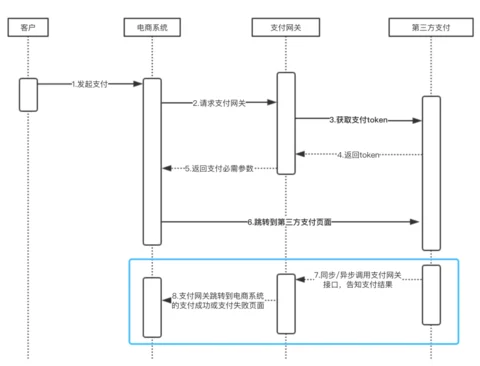 客户
电商系统
支付网关
第三方支付
1.发起支付
2.请求支付网关
3.获取支付token
4.返回token
5.返回支付必需参数
6.跳转到第三方支付页面
7.同步/异步调用支付网关
接口，告知支付结果
8.支付网关跳转到电商系统
的支付成功或支付失败页面